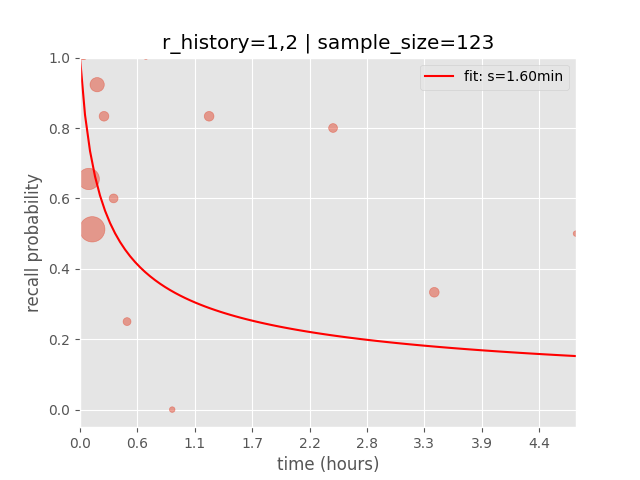 r_history=1,2 | sample_size=123
fit: s=1.60min
1.0
0.8
0.6
0.4
0.2
0.0
recall probability
0.0 0.6 1.1 1.7 2.2 2.8 3.3 3.9 4.4
time (hours)